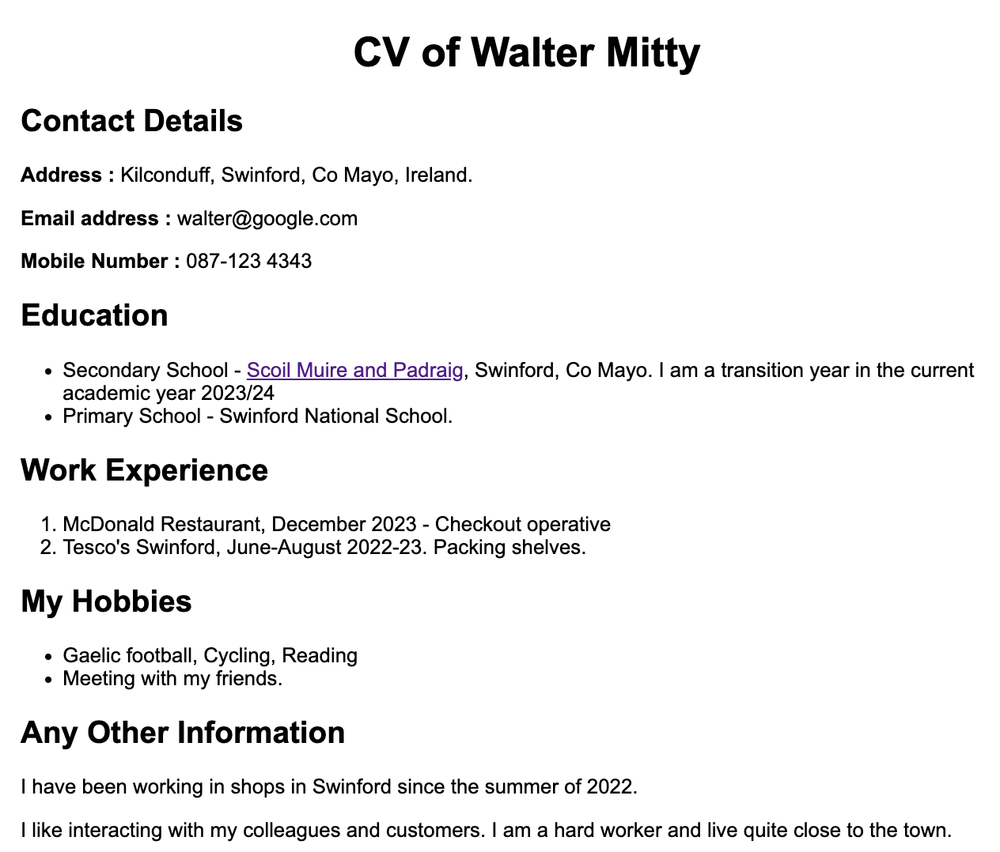 CV of Walter Mitty
Contact Details
Address : Kilconduff, Swinford, Co Mayo, Ireland.
Email address : walter@google.com
Mobile Number : 087-123 4343
Education
• Secondary School - Scoil Muire and Padraig, Swinford, Co Mayo. I am a transition year in the current
academic year 2023/24
• Primary School - Swinford National School.
Work Experience
1. McDonald Restaurant, December 2023 - Checkout operative
2. Tesco's Swinford, June-August 2022-23. Packing shelves.
My Hobbies
• Gaelic football, Cycling, Reading
• Meeting with my friends.
Any Other Information
I have been working in shops in Swinford since the summer of 2022.
I like interacting with my colleagues and customers. I am a hard worker and live quite close to the town.